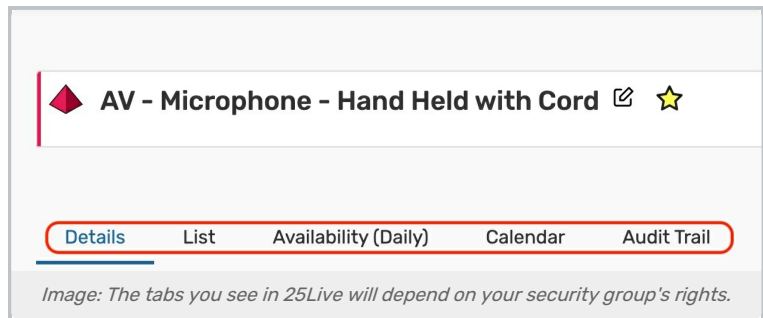 AV - Microphone - Hand Held with Cord
Details List Availability (Daily) Calendar Audit Trail
Image: The tabs you see in 25Live will depend on your security group's rights.